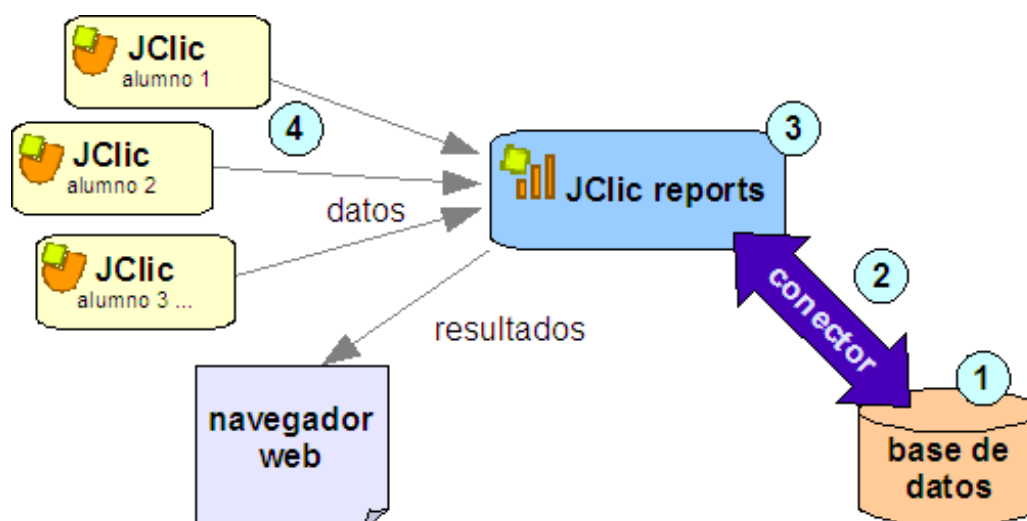 JClic
alumno 1
4
3
JClic
alumno 2
JClic reports
datos
JClic
alumno 3 ...
2
conector
resultados
1
navegador
web
base de
datos